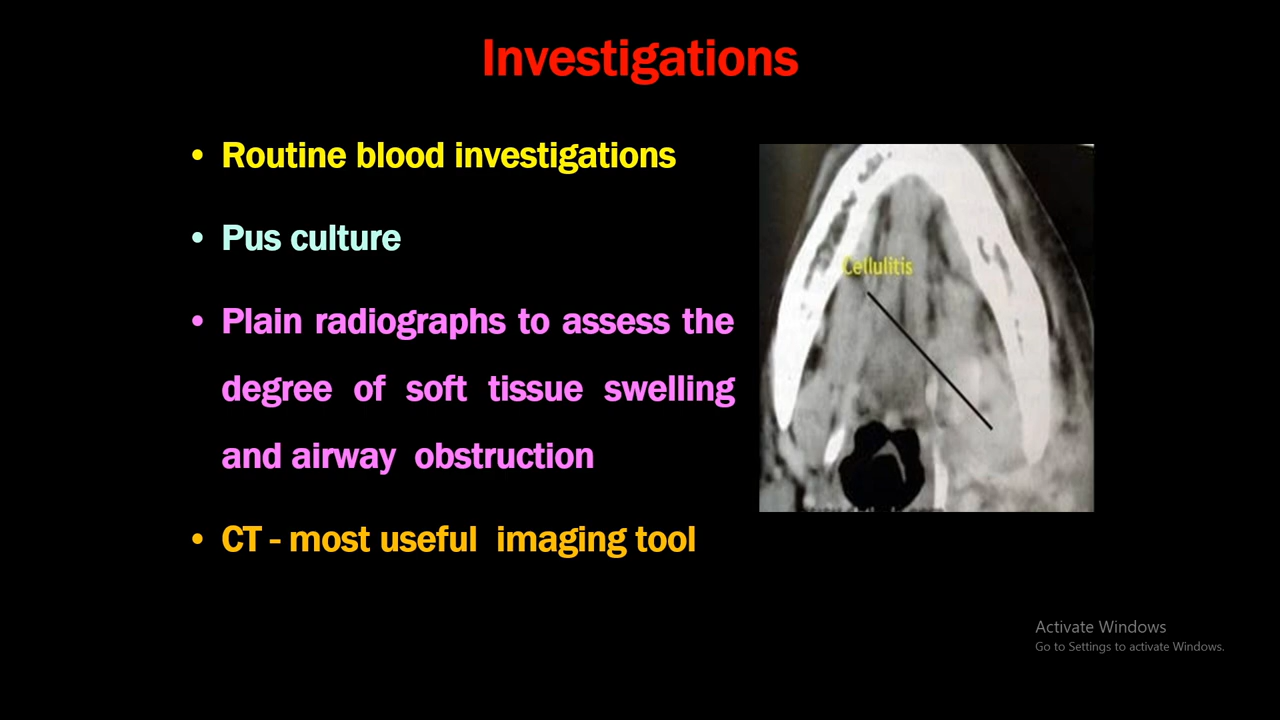 Investigations
• Routine blood investigations
• Pus culture
• Plain radiographs to assess the
degree of soft tissue swelling
and airway obstruction
• CT - most useful imaging tool
Cellulitis
Activate Windows
Go to Settings to activate Windows.